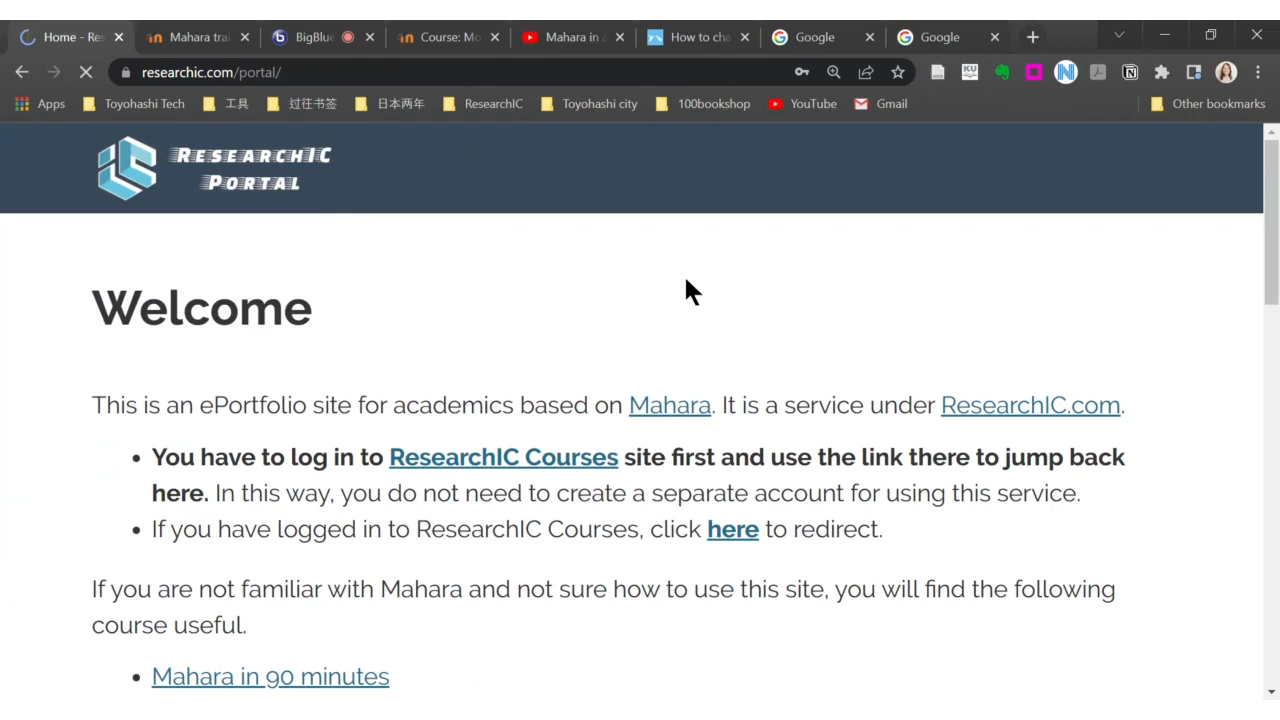 Home - Res
Mahara trai
BigBlue
Course: Mo
Mahara in a
How to cha
Google
Google
researchic.com/portal/
KU
Apps
Toyohashi Tech
工具
过往书签
日本两年
ResearchIC
Toyohashi city
100bookshop
YouTube
Gmail
Other bookmarks
ResearchIC
Portal
Welcome
This is an ePortfolio site for academics based on Mahara. It is a service under ResearchIC.com.
• You have to log in to ResearchIC Courses site first and use the link there to jump back
here. In this way, you do not need to create a separate account for using this service.
• If you have logged in to ResearchIC Courses, click here to redirect.
If you are not familiar with Mahara and not sure how to use this site, you will find the following
course useful.
• Mahara in 90 minutes